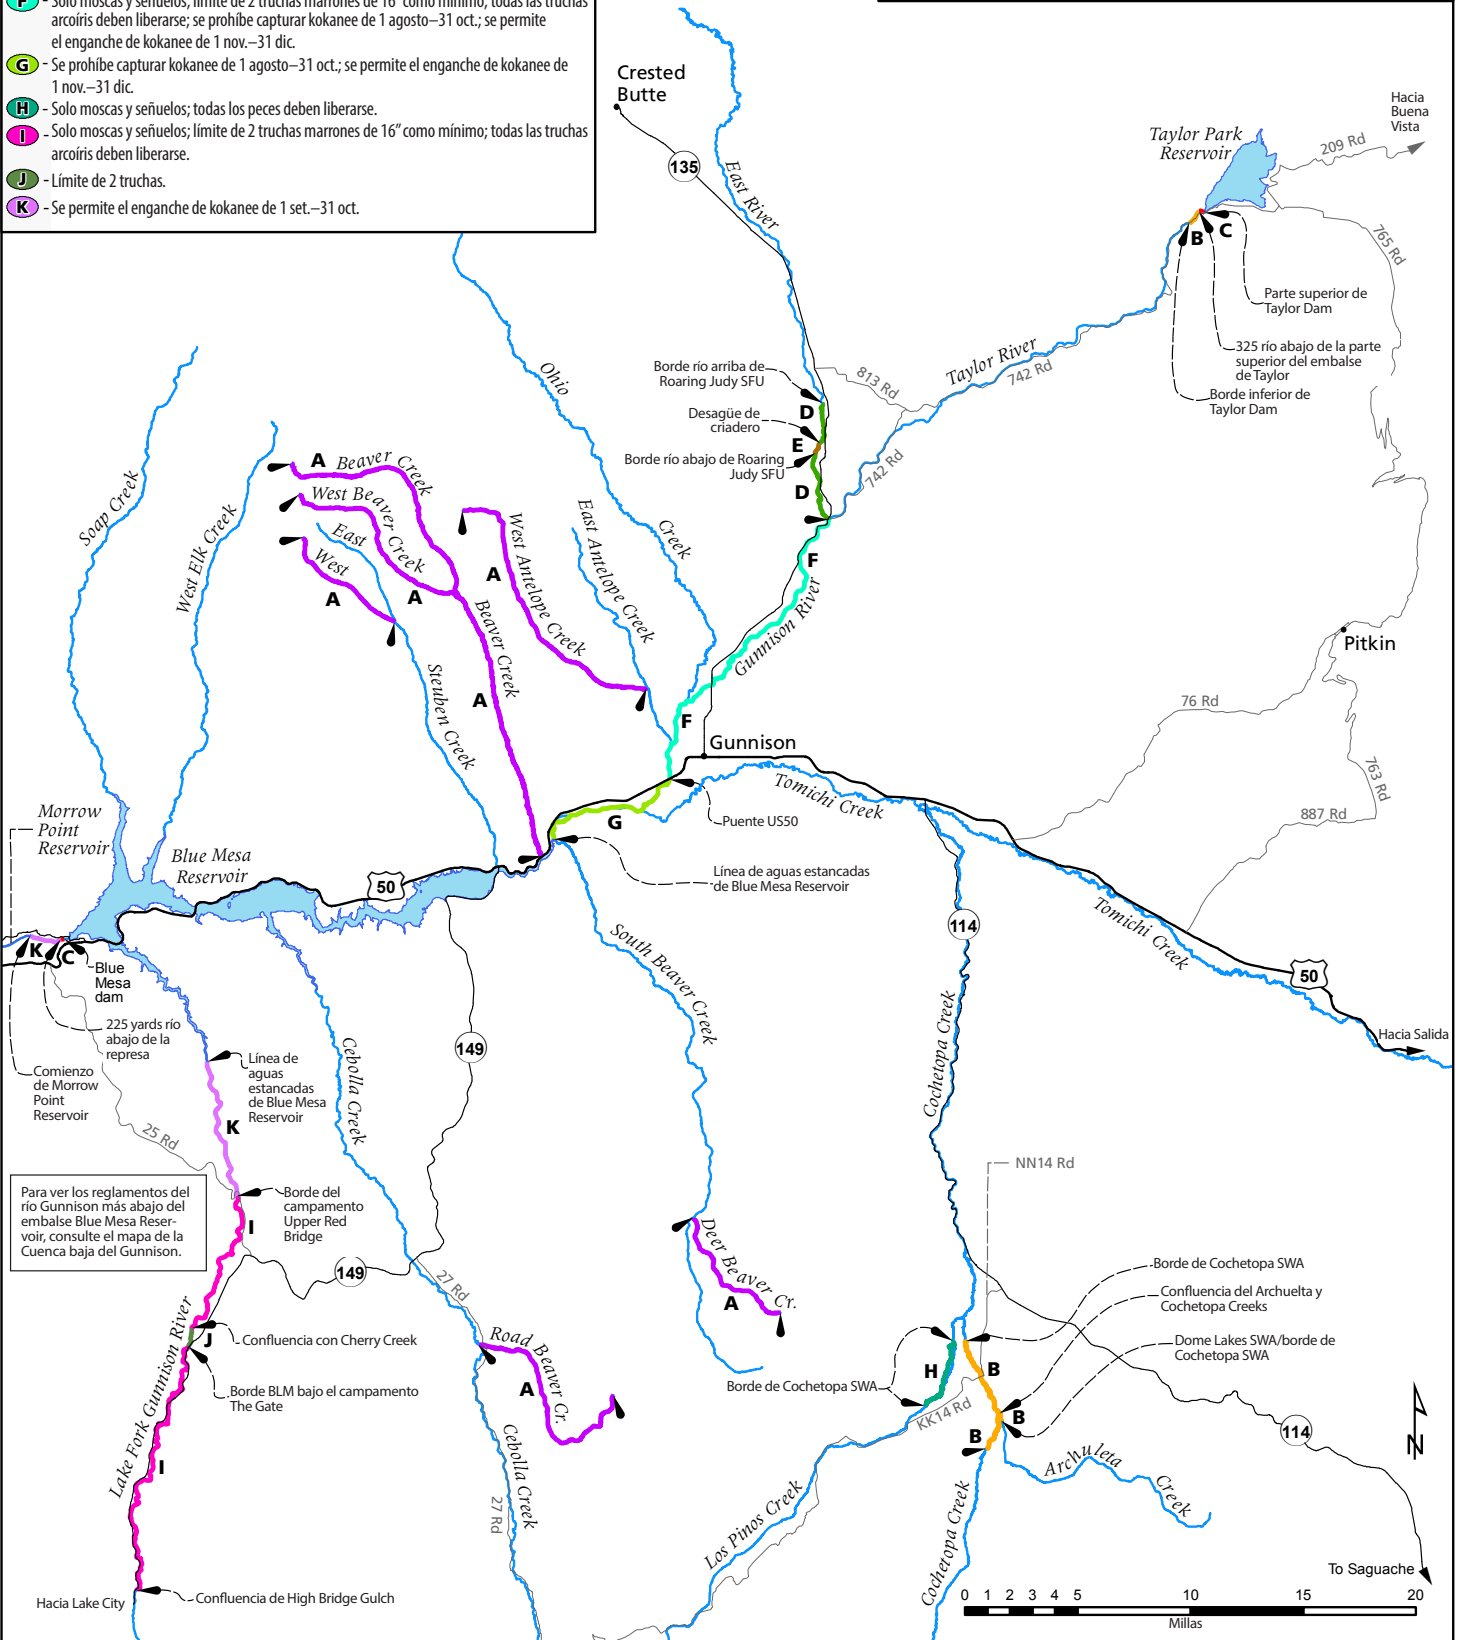 F - Solo moscas y señuelos; límite de 2 truchas marrones de 16” como mínimo; todas las truchas
arcoíris deben liberarse; se prohíbe capturar kokanee de 1 agosto–31 oct.; se permite
el enganche de kokanee de 1 nov.–31 dic.
G - Se prohíbe capturar kokanee de 1 agosto–31 oct.; se permite el enganche de kokanee de
1 nov.–31 dic.
H - Solo moscas y señuelos; todas los peces deben liberarse.
I - Solo moscas y señuelos; límite de 2 truchas marrones de 16” como mínimo; todas las truchas
arcoíris deben liberarse.
J - Límite de 2 truchas.
K - Se permite el enganche de kokanee de 1 set.–31 oct.
Crested
Butte
135
East River
Taylor Park
Reservoir
Hacia
Buena
Vista
209 Rd
765 Rd
B
C
Parte superior de
Taylor Dam
325 río abajo de la parte
superior del embalse
de Taylor
Borde inferior de
Taylor Dam
Taylor River
742 Rd
813 Rd
742 Rd
Borde río arriba de
Roaring Judy SFU
Desagüe de
criadero
Borde río abajo de Roaring
Judy SFU
D
E
D
F
Gunnison River
F
Ohio
Creek
Soap Creek
West Elk Creek
A
Beaver Creek
West Beaver
Creek
A
East
West
A
Steuben Creek
Beaver Creek
A
West Antelope Creek
A
East Antelope Creek
Pitkin
76 Rd
763 Rd
887 Rd
Gunnison
Tomichi Creek
Puente US50
G
Línea de aguas estancadas
de Blue Mesa Reservoir
Morrow
Point
Reservoir
Blue Mesa
Reservoir
50
K
C
Blue
Mesa
dam
225 yards río
abajo de la
represa
Comienzo
de Morrow
Point
Reservoir
25 Rd
Línea de
aguas
estancadas
de Blue Mesa
Reservoir
K
Cebolla Creek
149
South Beaver Creek
114
Cochetopa Creek
Tomichi Creek
50
Hacia Salida
Para ver los reglamentos del
río Gunnison más abajo del
embalse Blue Mesa Reser-
voir, consulte el mapa de la
Cuenca baja del Gunnison.
Borde del
campamento
Upper Red
Bridge
I
149
27 Rd
NN14 Rd
Deer Beaver Cr.
A
Borde de Cochetopa SWA
Confluencia del Archuelta y
Cochetopa Creeks
Dome Lakes SWA/borde de
Cochetopa SWA
Lake Fork Gunnison River
J
Confluencia con Cherry Creek
Borde BLM bajo el campamento
The Gate
I
Road Beaver Cr.
A
Borde de Cochetopa SWA
H
B
B
B
KK14 Rd
114
N
Archuleta
Creek
Cebolla Creek
27 Rd
Los Pinos Creek
Cochetopa Creek
Hacia Lake City
Confluencia de High Bridge Gulch
To Saguache
0 1 2 3 4 5 10 15 20
Millas